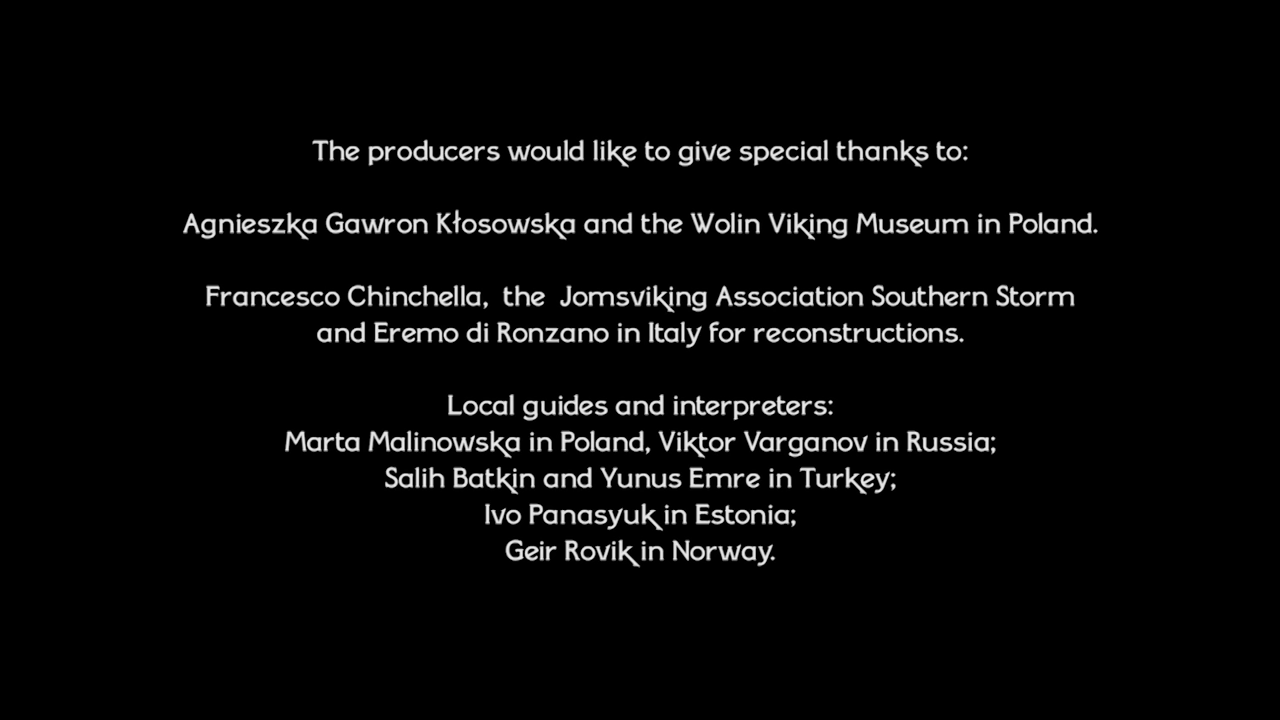 The producers would like to give special thanks to:
Agnieszka Gawron Kłosowska and the Wolin Viking Museum in Poland.
Francesco Chinchella, the Jomsviking Association Southern Storm
and Eremo di Ronzano in Italy for reconstructions.
Local guides and interpreters:
Marta Malinowska in Poland, Viktor Varganov in Russia;
Salih Batkin and Yunus Emre in Turkey;
Ivo Panasyuk in Estonia;
Geir Rovik in Norway.